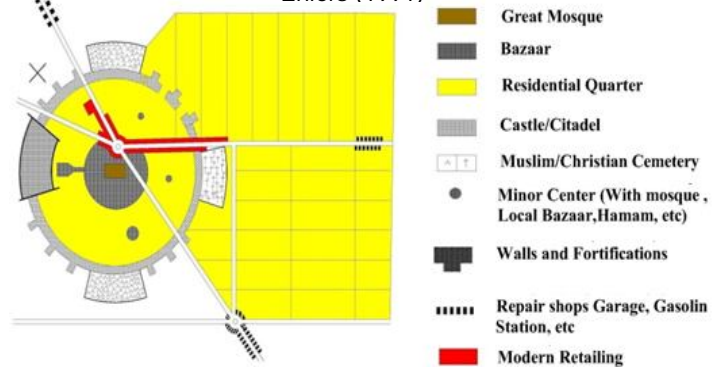 Great Mosque
Bazaar
Residential Quarter
Castle/Citadel
Muslim/Christian Cemetery
Minor Center (With mosque ,
Local Bazaar,Hamam, etc)
Walls and Fortifications
Repair shops Garage, Gasolin
Station, etc
Modern Retailing